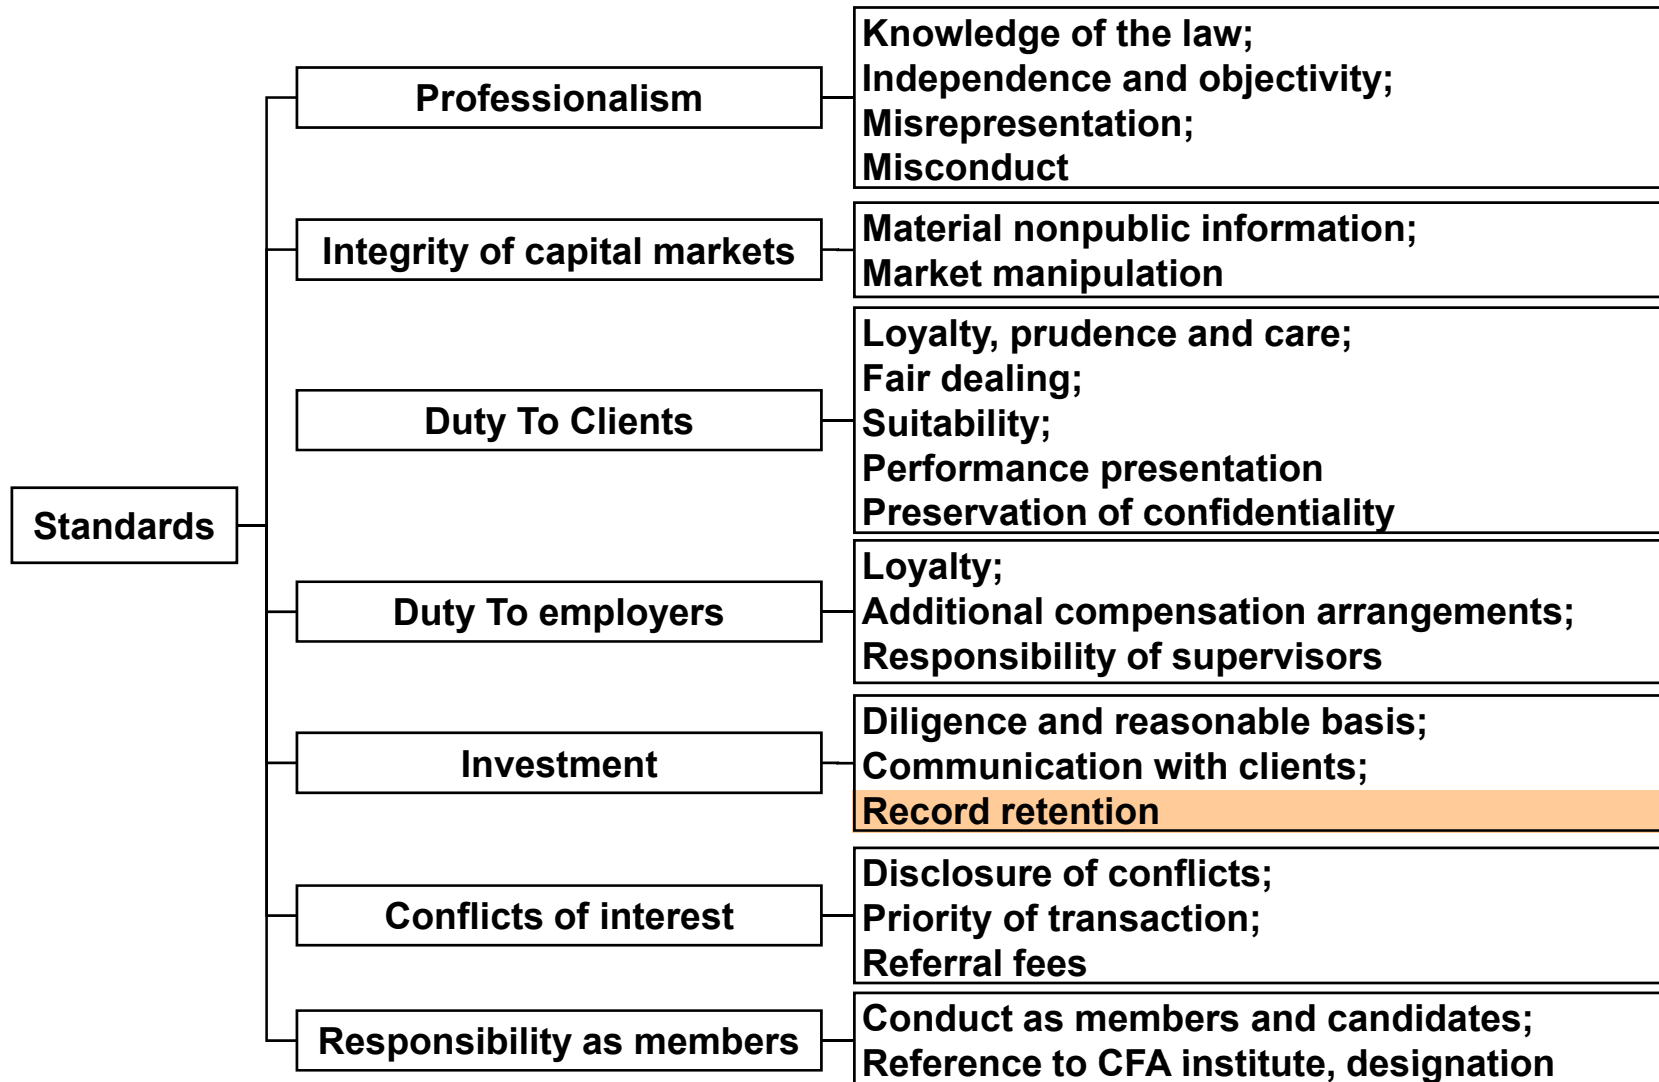 Standards
Professionalism
Knowledge of the law;
Independence and objectivity;
Misrepresentation;
Misconduct
Integrity of capital markets
Material nonpublic information;
Market manipulation
Duty To Clients
Loyalty, prudence and care;
Fair dealing;
Suitability;
Performance presentation
Preservation of confidentiality
Duty To employers
Loyalty;
Additional compensation arrangements;
Responsibility of supervisors
Investment
Diligence and reasonable basis;
Communication with clients;
Record retention
Conflicts of interest
Disclosure of conflicts;
Priority of transaction;
Referral fees
Responsibility as members
Conduct as members and candidates;
Reference to CFA institute, designation